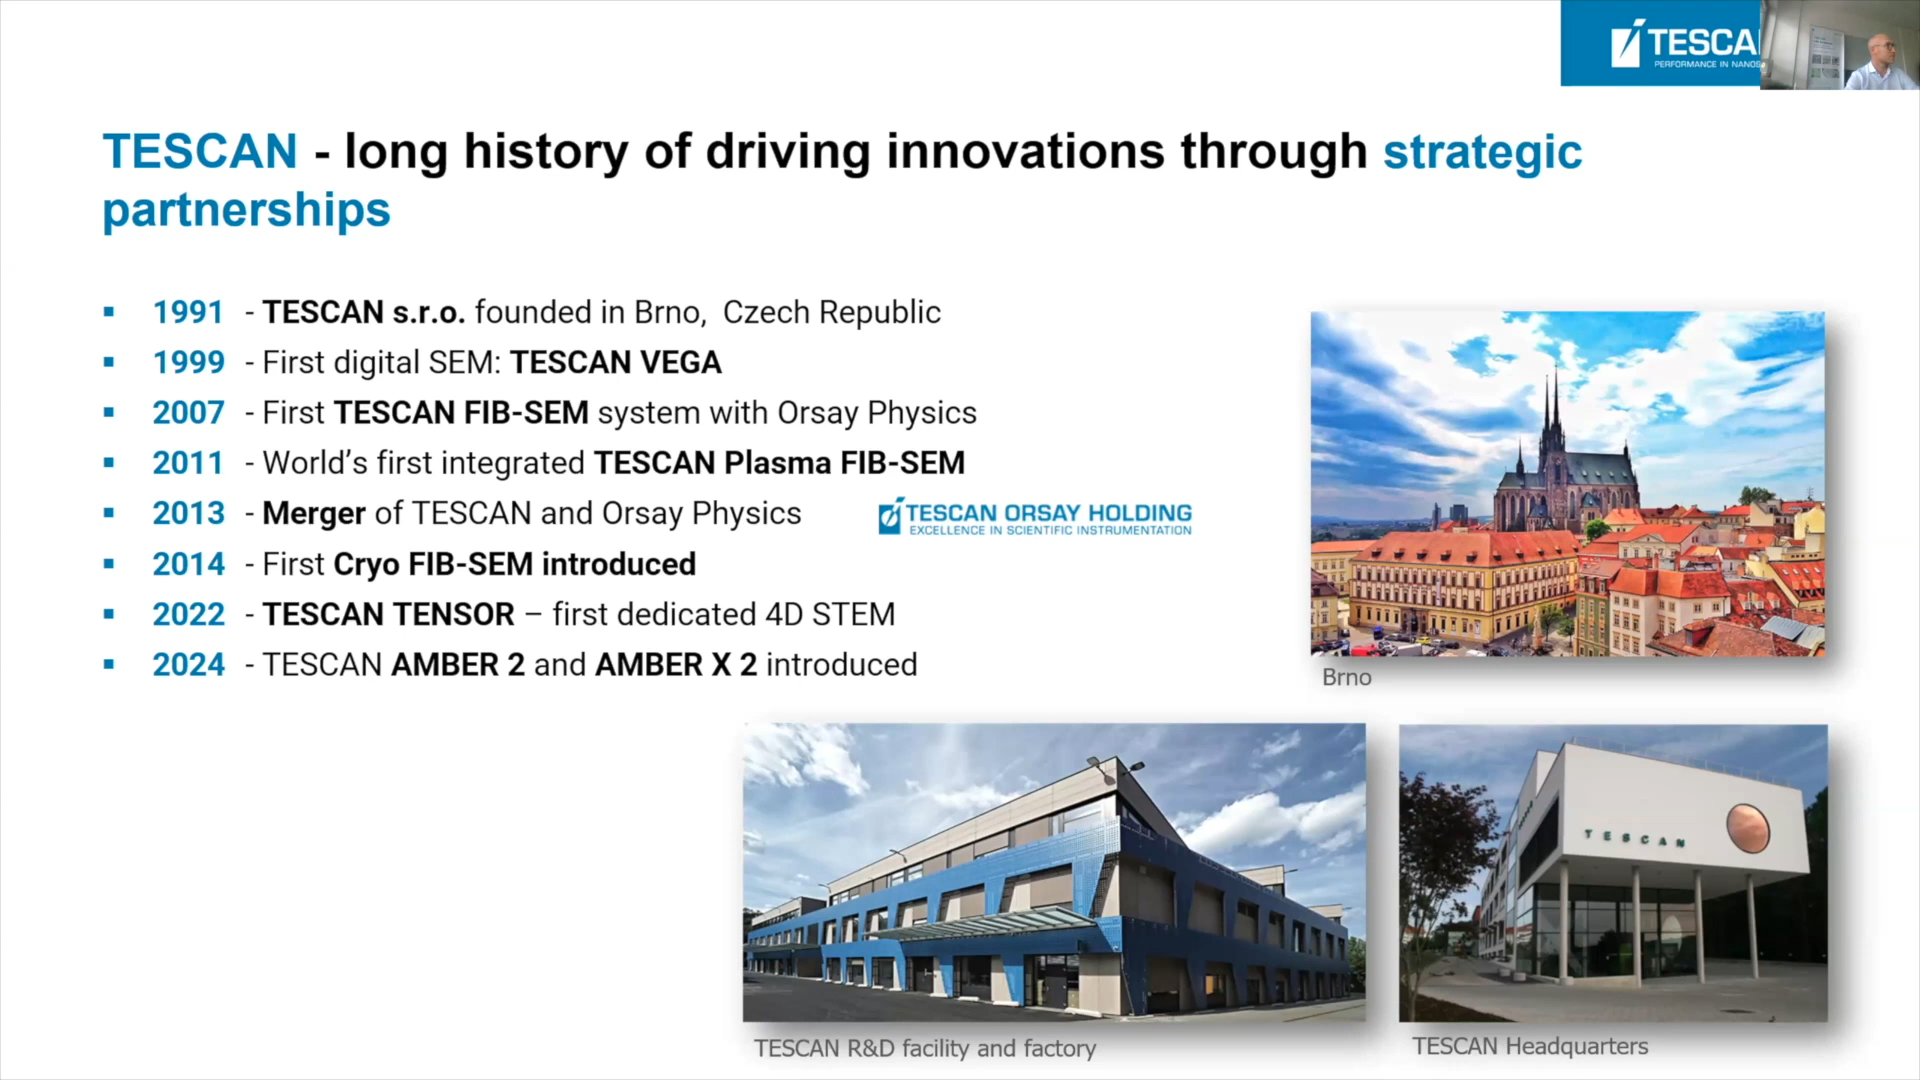 TESCA
PERFORMANCE IN NANOS
TESCAN - long history of driving innovations through strategic
partnerships
▪ 1991 - TESCAN s.r.o. founded in Brno, Czech Republic
▪ 1999 - First digital SEM: TESCAN VEGA
▪ 2007 - First TESCAN FIB-SEM system with Orsay Physics
▪ 2011 - World’s first integrated TESCAN Plasma FIB-SEM
▪ 2013 - Merger of TESCAN and Orsay Physics
TESCAN ORSAY HOLDING
EXCELLENCE IN SCIENTIFIC INSTRUMENTATION
▪ 2014 - First Cryo FIB-SEM introduced
▪ 2022 - TESCAN TENSOR – first dedicated 4D STEM
▪ 2024 - TESCAN AMBER 2 and AMBER X 2 introduced
Brno
TESCAN
TESCAN R&D facility and factory
TESCAN Headquarters